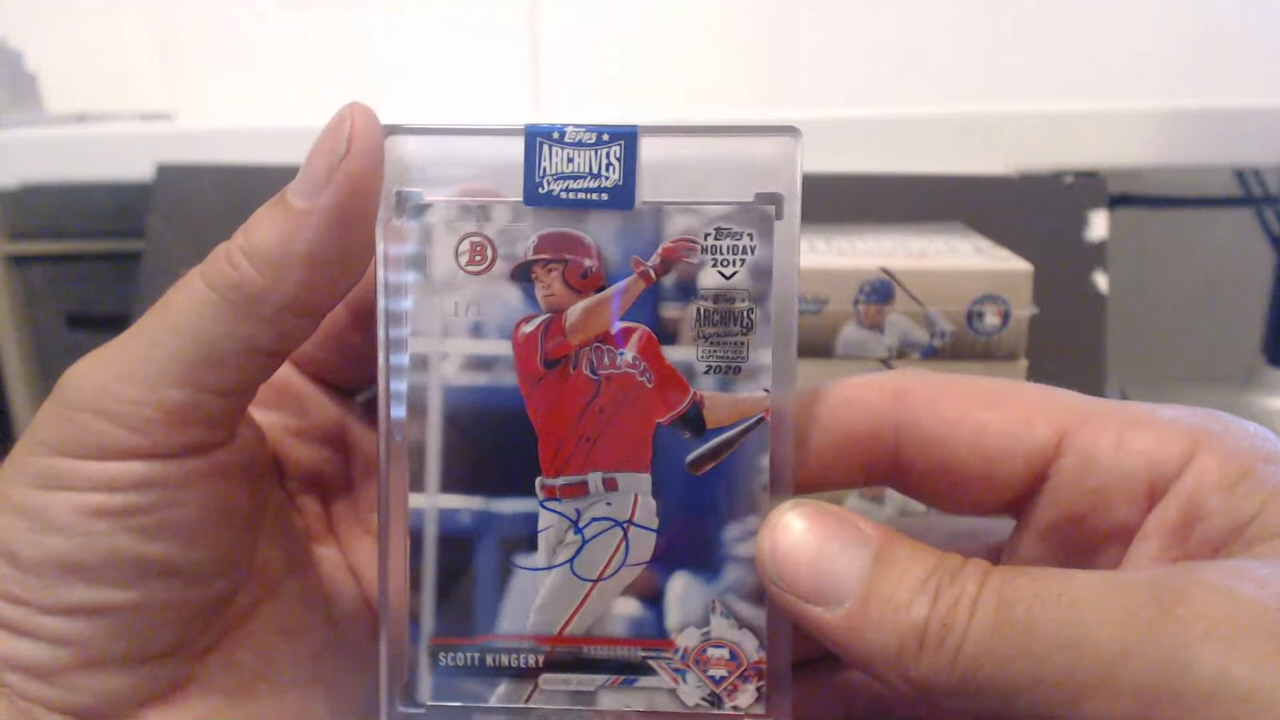 Topps
ARCHIVES
Signature
SERIES
B
1/1
Topps
HOLIDAY
2017
Topps
ARCHIVES
Signature
SERIES
CERTIFIED
AUTOGRAPH
2020
P
Phillies
SCOTT KINGERY